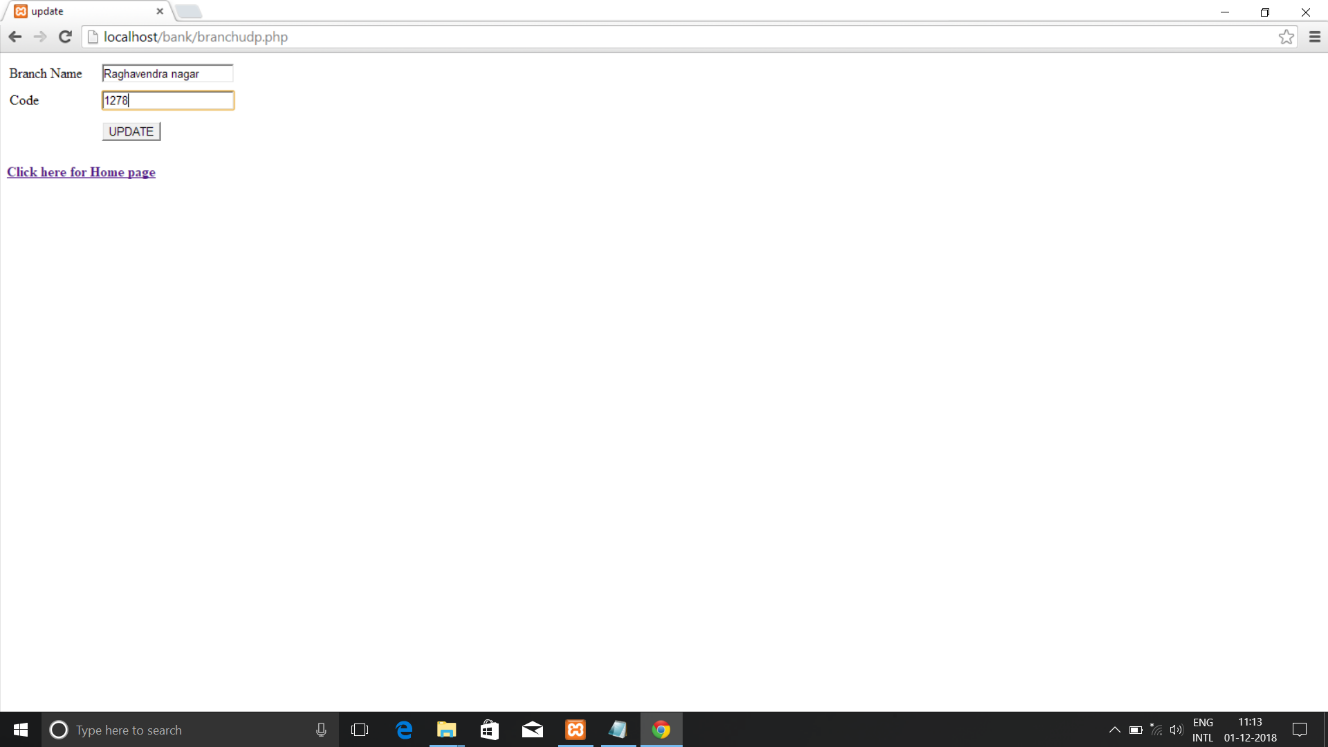 update
localhost/bank/branchudp.php
Branch Name Raghavendra nagar
Code 1278
UPDATE
Click here for Home page
Type here to search
ENG 11:13
INTL 01-12-2018